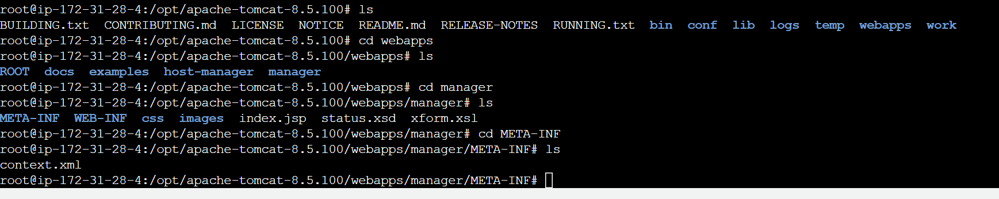 root@ip-172-31-28-4:/opt/apache-tomcat-8.5.100# ls
BUILDING.txt  CONTRIBUTING.md  LICENSE  NOTICE  README.md  RELEASE-NOTES  RUNNING.txt  bin  conf  lib  logs  temp  webapps  work
root@ip-172-31-28-4:/opt/apache-tomcat-8.5.100# cd webapps
root@ip-172-31-28-4:/opt/apache-tomcat-8.5.100/webapps# ls
ROOT  docs  examples  host-manager  manager
root@ip-172-31-28-4:/opt/apache-tomcat-8.5.100/webapps# cd manager
root@ip-172-31-28-4:/opt/apache-tomcat-8.5.100/webapps/manager# ls
META-INF  WEB-INF  css  images  index.jsp  status.xsd  xform.xsl
root@ip-172-31-28-4:/opt/apache-tomcat-8.5.100/webapps/manager# cd META-INF
root@ip-172-31-28-4:/opt/apache-tomcat-8.5.100/webapps/manager/META-INF# ls
context.xml
root@ip-172-31-28-4:/opt/apache-tomcat-8.5.100/webapps/manager/META-INF#